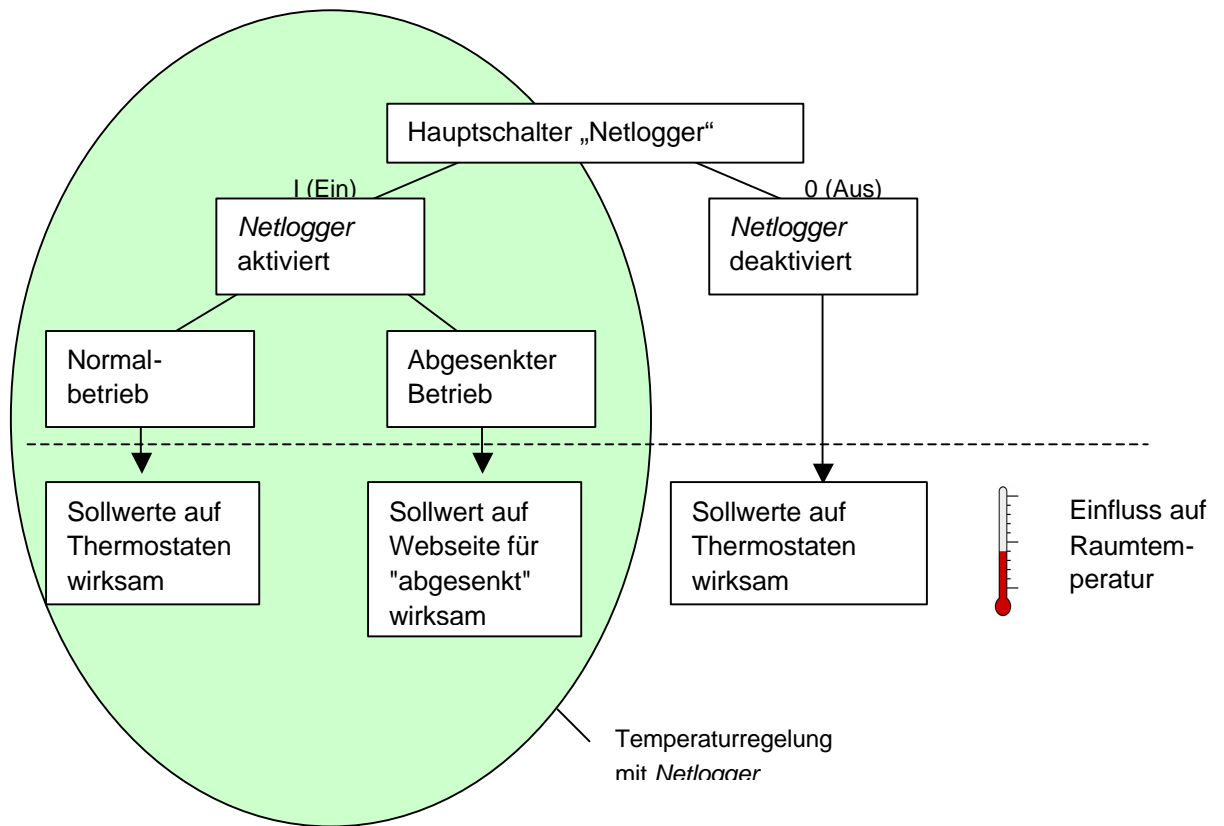 Hauptschalter „Netlogger“
I (Ein)
0 (Aus)
Netlogger
aktiviert
Netlogger
deaktiviert
Normal-
betrieb
Abgesenkter
Betrieb
Sollwerte auf
Thermostaten
wirksam
Sollwert auf
Webseite für
"abgesenkt"
wirksam
Sollwerte auf
Thermostaten
wirksam
Einfluss auf
Raumtem-
peratur
Temperaturregelung
mit Netlogger